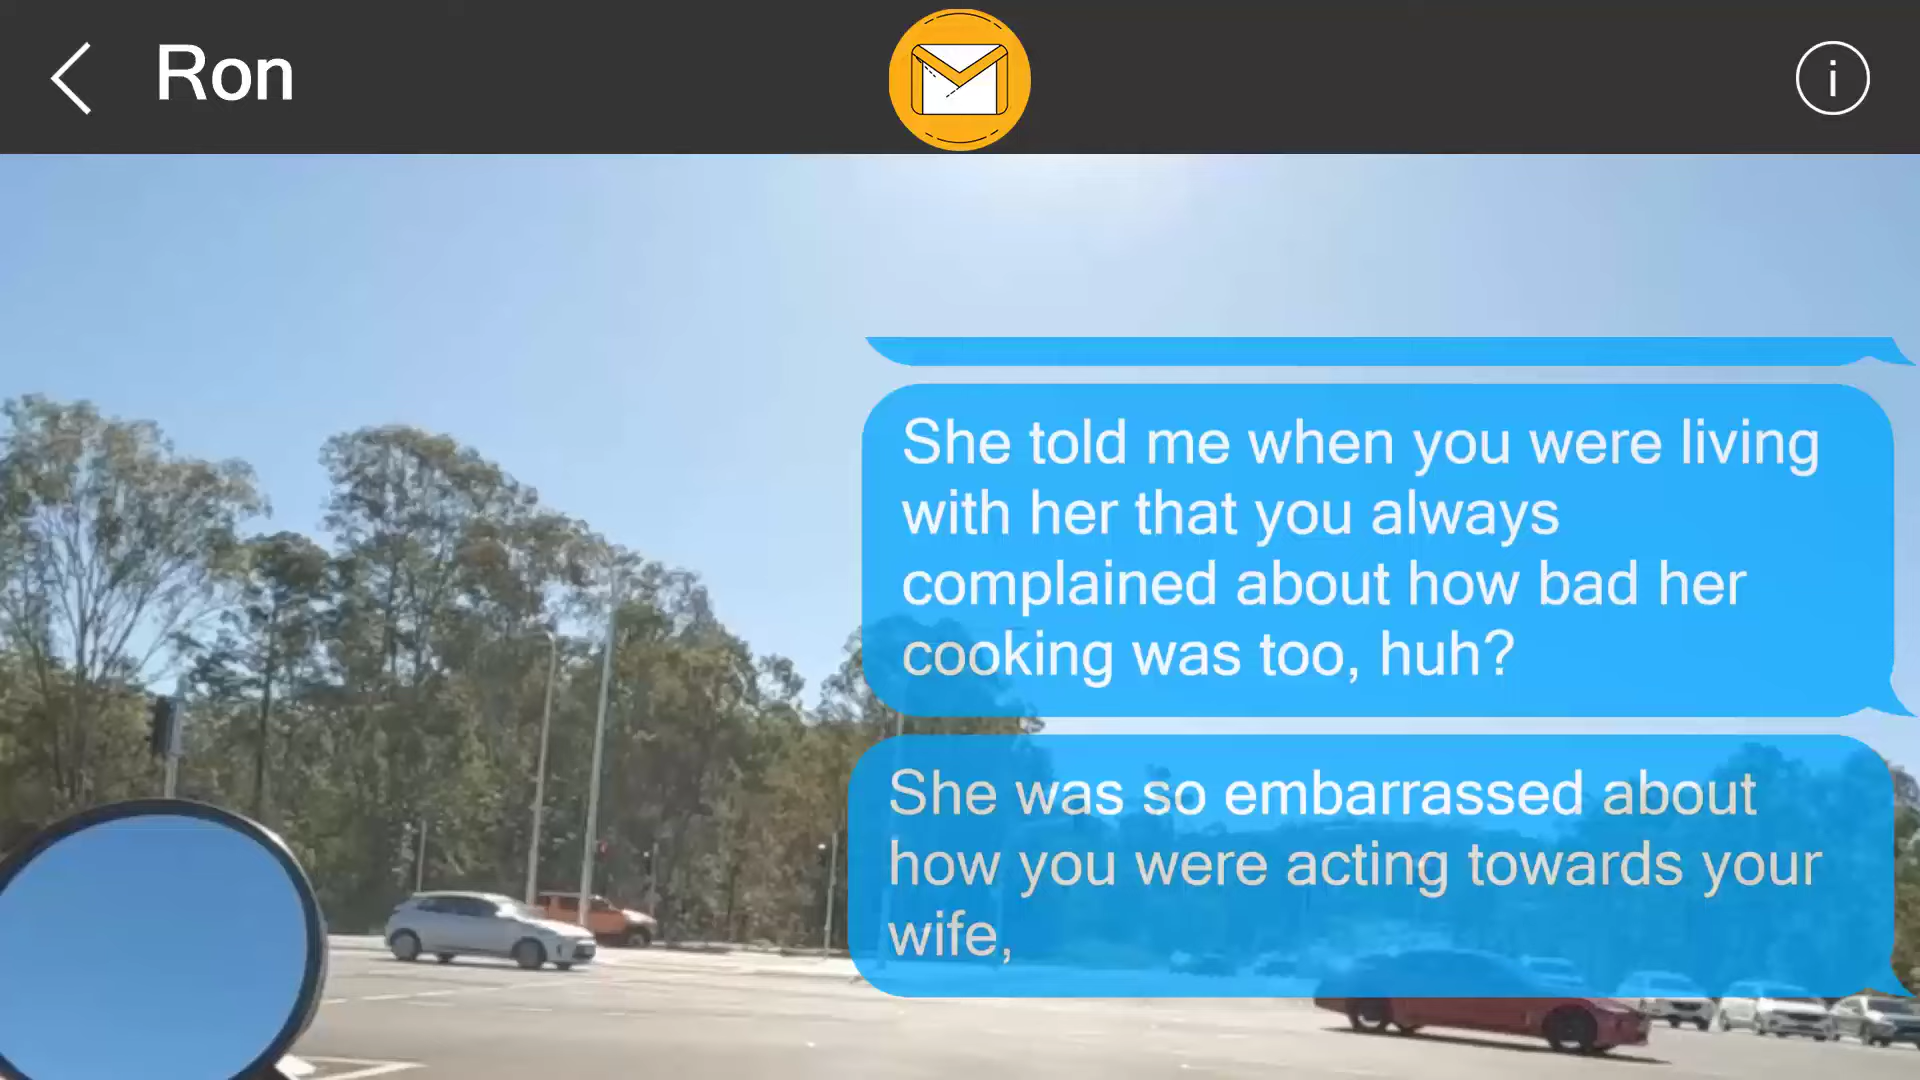 Ron
i
She told me when you were living
with her that you always
complained about how bad her
cooking was too, huh?
She was so embarrassed about
how you were acting towards your
wife,